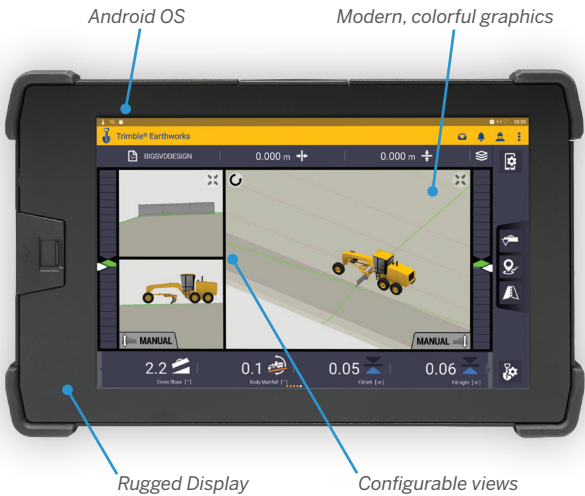 Android OS
Modern, colorful graphics
Trimble® Earthworks
BIGSVDDESIGN
0.000 m
0.000 m
MANUAL
MANUAL
2.2
0.1
0.05
0.06
Cross Slope [°]
Body Mainfall [°]
Fill left [m]
Fill right [m]
Rugged Display
Configurable views